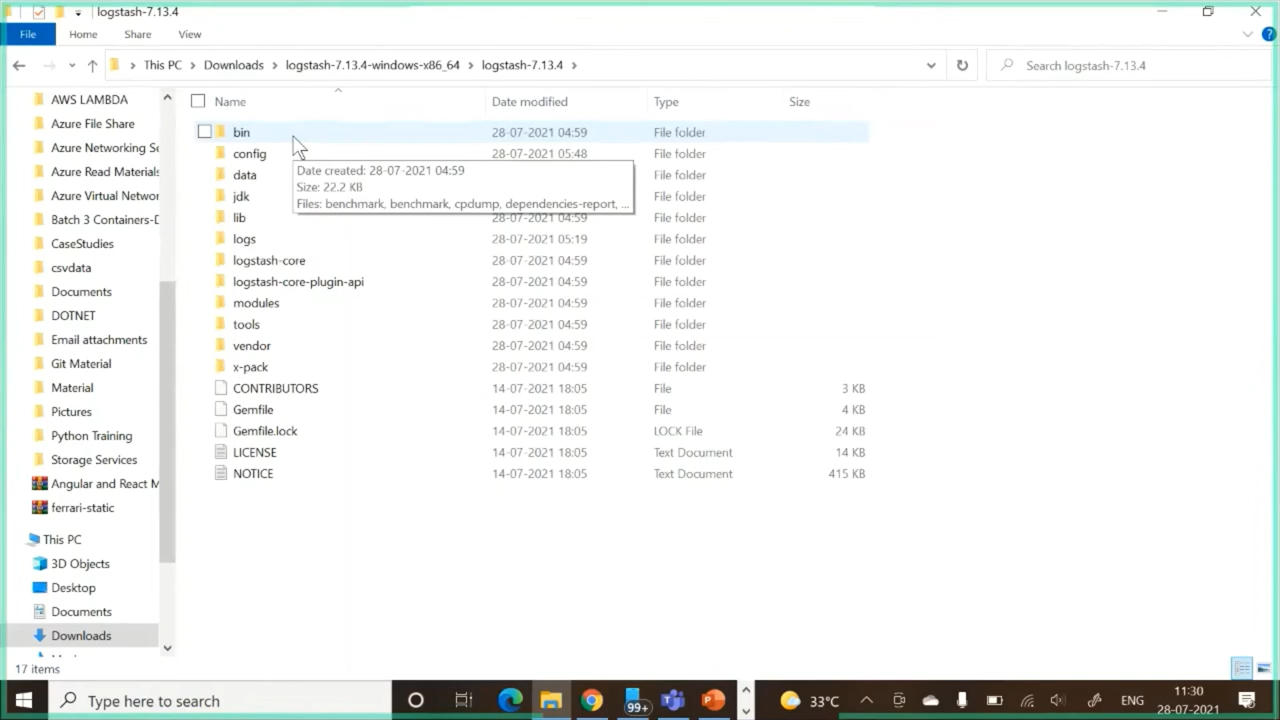 logstash-7.13.4
File Home Share View
This PC Downloads logstash-7.13.4-windows-x86_64 logstash-7.13.4
Search logstash-7.13.4
AWS LAMBDA
Azure File Share
Azure Networking Se
Azure Read Materials
Azure Virtual Networ
Batch 3 Containers-D
CaseStudies
csvdata
Documents
DOTNET
Email attachments
Git Material
Material
Pictures
Python Training
Storage Services
Angular and React M
ferrari-static
This PC
3D Objects
Desktop
Documents
Downloads
Name Date modified Type Size
bin 28-07-2021 04:59 File folder
config 28-07-2021 05:48 File folder
data File folder
jdk File folder
lib 28-07-2021 04:59 File folder
logs 28-07-2021 05:19 File folder
logstash-core 28-07-2021 04:59 File folder
logstash-core-plugin-api 28-07-2021 04:59 File folder
modules 28-07-2021 04:59 File folder
tools 28-07-2021 04:59 File folder
vendor 28-07-2021 04:59 File folder
x-pack 28-07-2021 04:59 File folder
CONTRIBUTORS 14-07-2021 18:05 File 3 KB
Gemfile 14-07-2021 18:05 File 4 KB
Gemfile.lock 14-07-2021 18:05 LOCK File 24 KB
LICENSE 14-07-2021 18:05 Text Document 14 KB
NOTICE 14-07-2021 18:05 Text Document 415 KB
Date created: 28-07-2021 04:59
Size: 22.2 KB
Files: benchmark, benchmark, cpdump, dependencies-report, ...
17 items
Type here to search
99+
33°C
ENG
11:30
28-07-2021